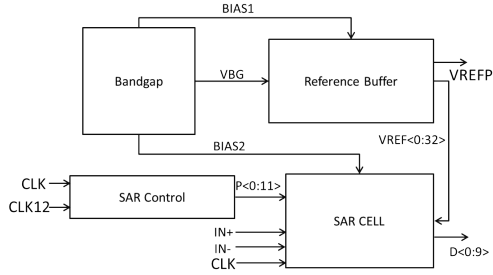 BIAS1
Bandgap
VBG
Reference Buffer
VREFP
VREF<0:32>
BIAS2
CLK
CLK12
SAR Control
P<0:11>
SAR CELL
IN+
IN-
CLK
D<0:9>